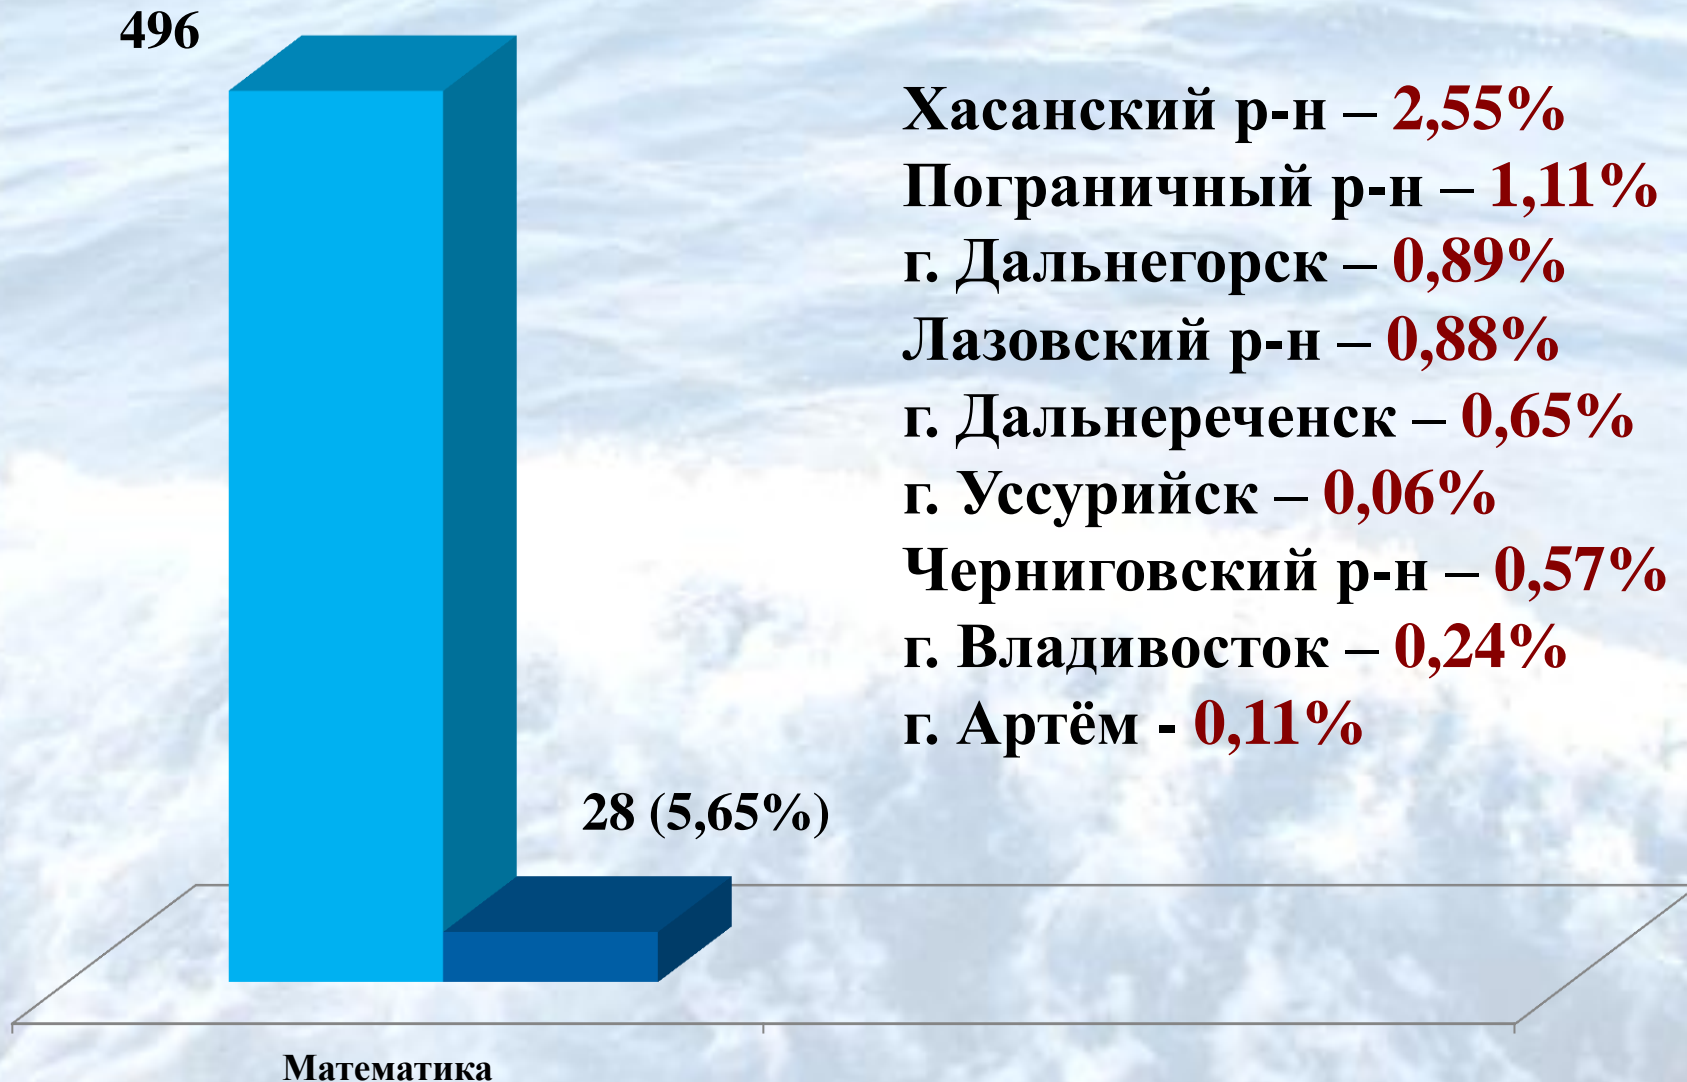 496
Хасанский р-н – 2,55%
Пограничный р-н – 1,11%
г. Дальнегорск – 0,89%
Лазовский р-н – 0,88%
г. Дальнереченск – 0,65%
г. Уссурийск – 0,06%
Черниговский р-н – 0,57%
г. Владивосток – 0,24%
г. Артём - 0,11%
28 (5,65%)
Математика